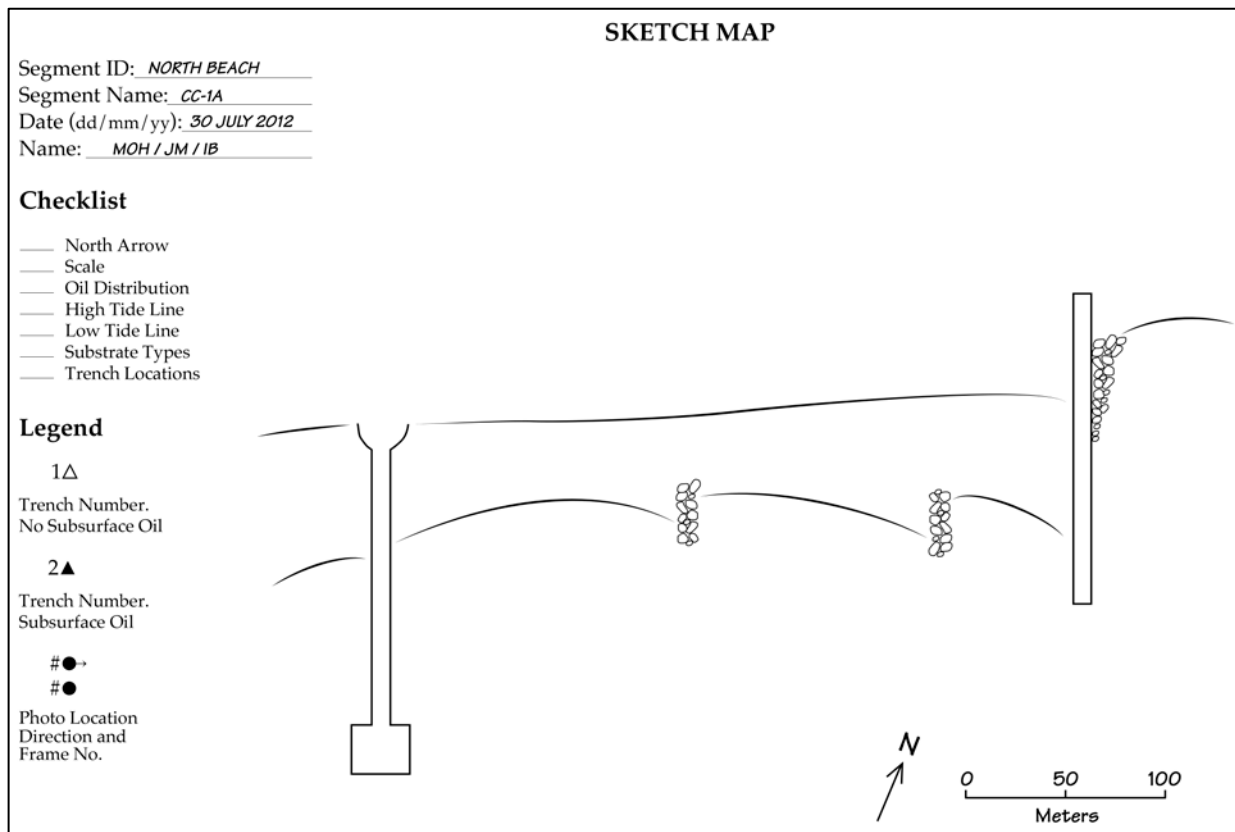 SKETCH MAP
Segment ID: NORTH BEACH
Segment Name: CC-1A
Date (dd/mm/yy): 30 JULY 2012
Name: MOH / JM / IB
Checklist
North Arrow
Scale
Oil Distribution
High Tide Line
Low Tide Line
Substrate Types
Trench Locations
Legend
1△
Trench Number.
No Subsurface Oil
2▲
Trench Number.
Subsurface Oil
#●→
#●
Photo Location
Direction and
Frame No.
N
0 50 100
Meters